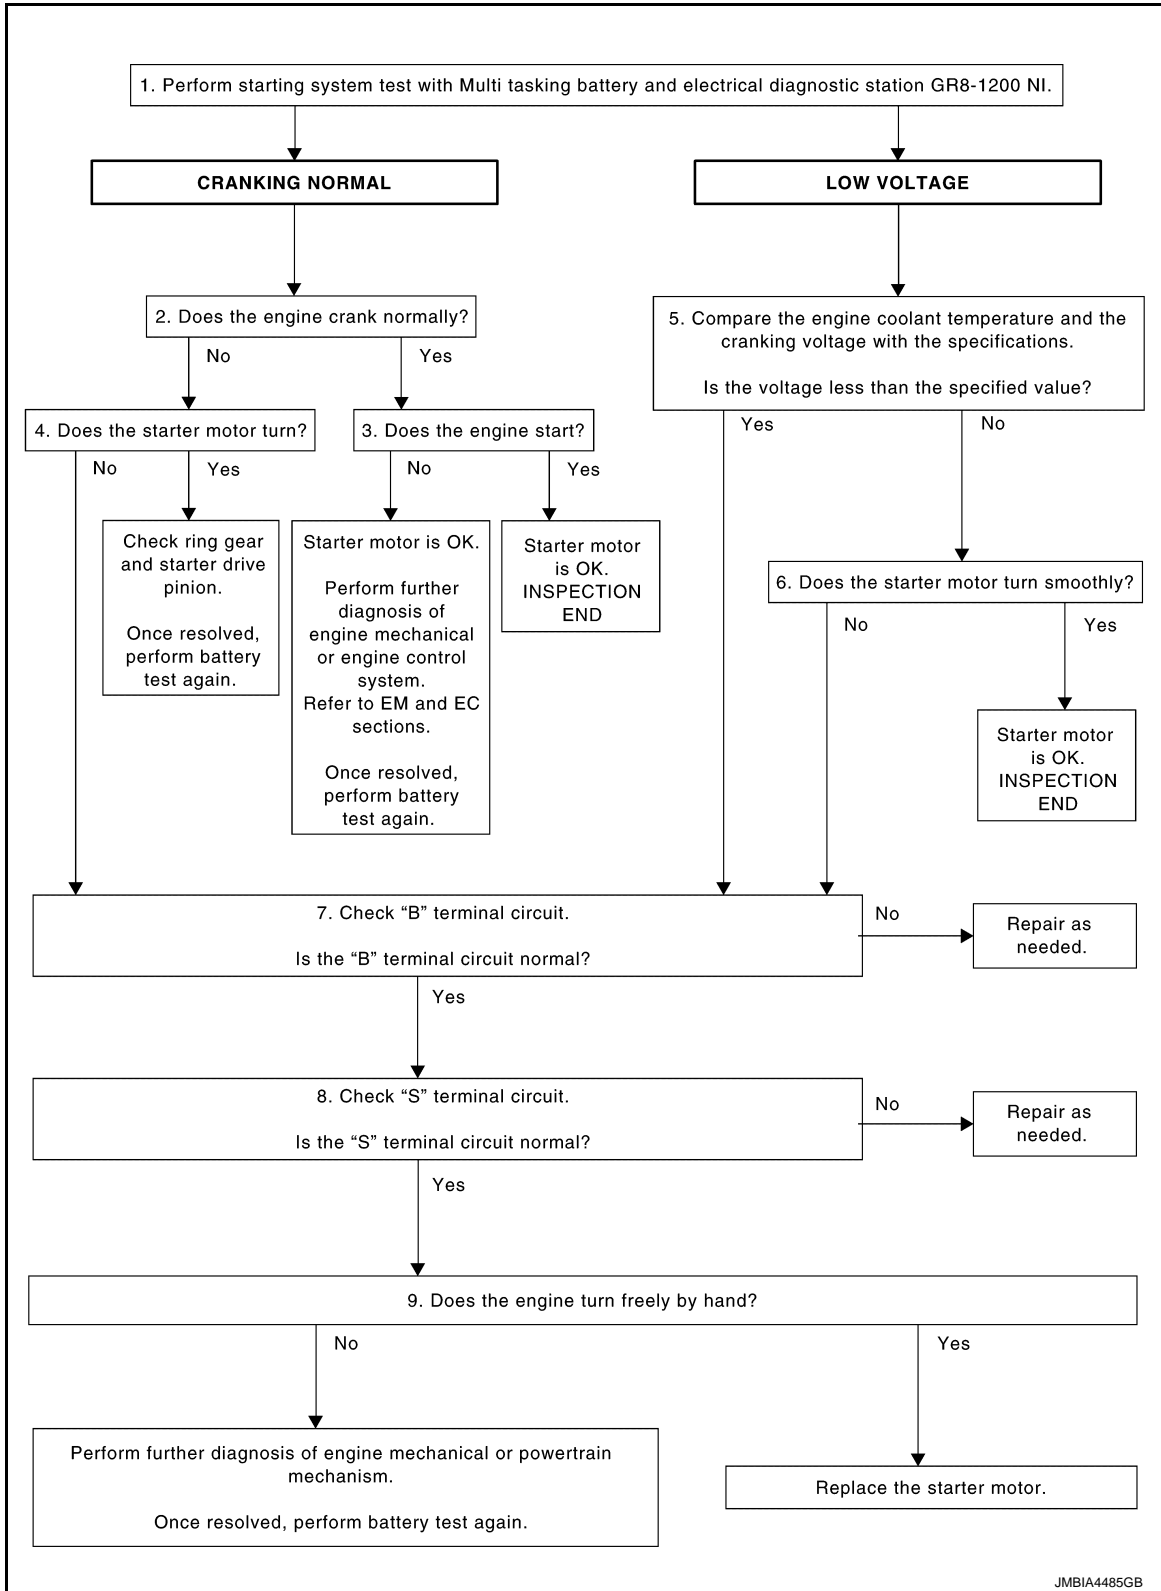 1. Perform starting system test with Multi tasking battery and electrical diagnostic station GR8-1200 NI.
CRANKING NORMAL
LOW VOLTAGE
2. Does the engine crank normally?
No
Yes
5. Compare the engine coolant temperature and the
cranking voltage with the specifications.
Is the voltage less than the specified value?
4. Does the starter motor turn?
3. Does the engine start?
Yes
No
No
Yes
No
Yes
Check ring gear
and starter drive
pinion.
Once resolved,
perform battery
test again.
Starter motor is OK.
Perform further
diagnosis of
engine mechanical
or engine control
system.
Refer to EM and EC
sections.
Once resolved,
perform battery
test again.
Starter motor
is OK.
INSPECTION
END
6. Does the starter motor turn smoothly?
No
Yes
Starter motor
is OK.
INSPECTION
END
7. Check “B” terminal circuit.
Is the “B” terminal circuit normal?
No
Repair as
needed.
Yes
8. Check “S” terminal circuit.
Is the “S” terminal circuit normal?
No
Repair as
needed.
Yes
9. Does the engine turn freely by hand?
No
Yes
Perform further diagnosis of engine mechanical or powertrain
mechanism.
Once resolved, perform battery test again.
Replace the starter motor.
JMBIA4485GB